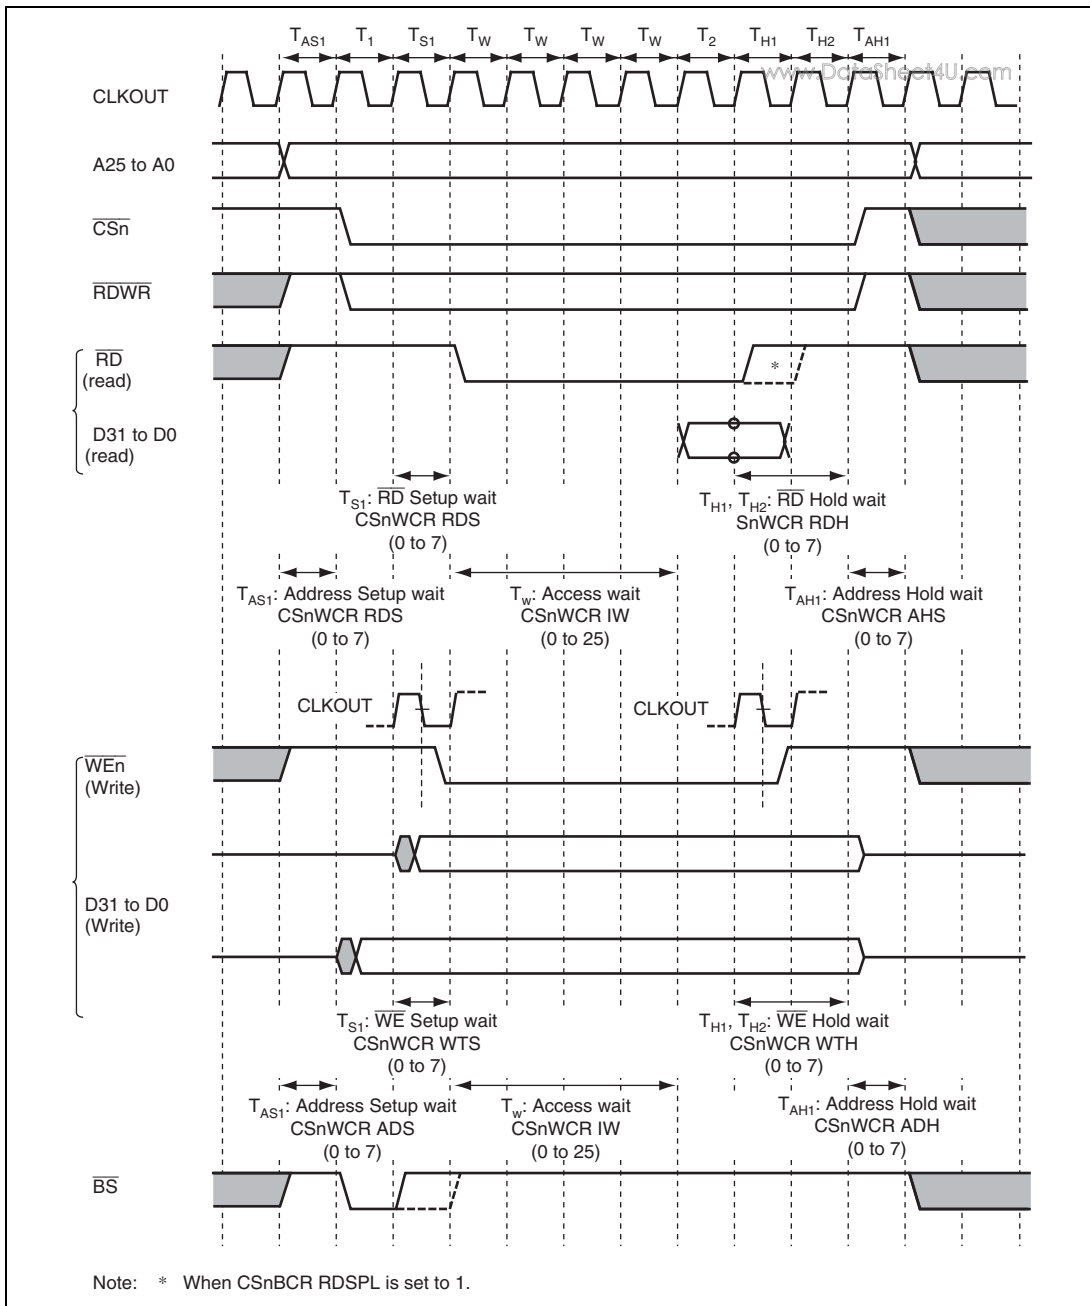 TAS1 T1 TS1 TW TW TW TW T2 TH1 TH2 TAH1
www.DataSheet4U.com
CLKOUT
A25 to A0
CSn
RDWR
RD
(read)
*
D31 to D0
(read)
TS1: RD Setup wait
CSnWCR RDS
(0 to 7)
TH1, TH2: RD Hold wait
SnWCR RDH
(0 to 7)
TAS1: Address Setup wait
CSnWCR RDS
(0 to 7)
Tw: Access wait
CSnWCR IW
(0 to 25)
TAH1: Address Hold wait
CSnWCR AHS
(0 to 7)
CLKOUT
CLKOUT
WEn
(Write)
D31 to D0
(Write)
TS1: WE Setup wait
CSnWCR WTS
(0 to 7)
TH1, TH2: WE Hold wait
CSnWCR WTH
(0 to 7)
TAS1: Address Setup wait
CSnWCR ADS
(0 to 7)
Tw: Access wait
CSnWCR IW
(0 to 25)
TAH1: Address Hold wait
CSnWCR ADH
(0 to 7)
BS
Note: * When CSnBCR RDSPL is set to 1.